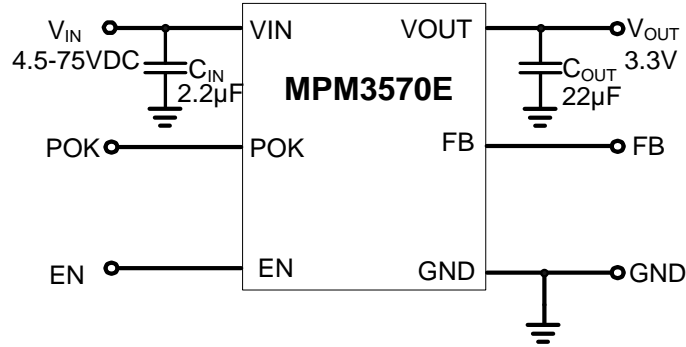 VIN VIN VOUT VOUT
4.5-75VDC CIN COUT 3.3V
2.2µF MPM3570E 22µF
POK POK FB FB
EN EN GND GND